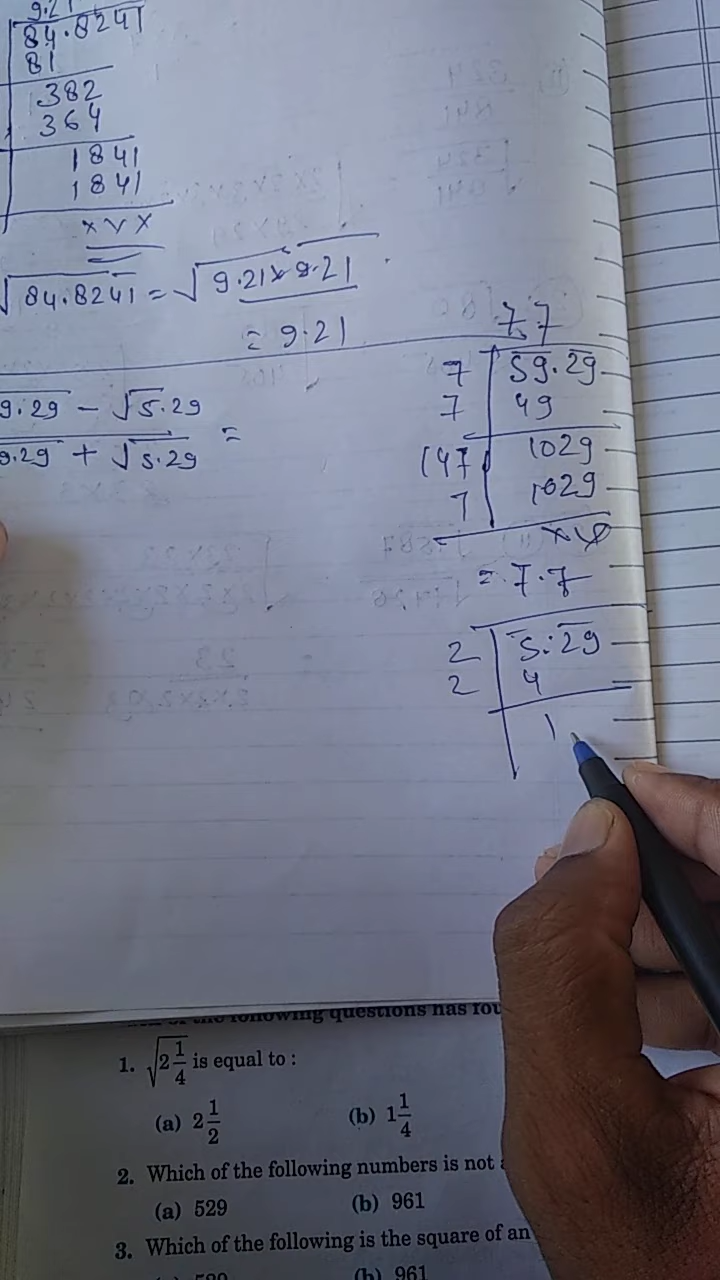 9.21
84.8241
81
382
364
1841
1841
×∨×
√84.8241 = √9.21×9.21
= 9.21
9.29 - √5.29
9.29 + √5.29 =
7.7
7 59.29
7 49
147 1029
7 1029
= 7.7
2 5.29
2 4
1
following questions has
1. √2 1/4 is equal to :
(a) 2 1/2 (b) 1 1/4
2. Which of the following numbers is not
(a) 529 (b) 961
3. Which of the following is the square of an
(b) 961